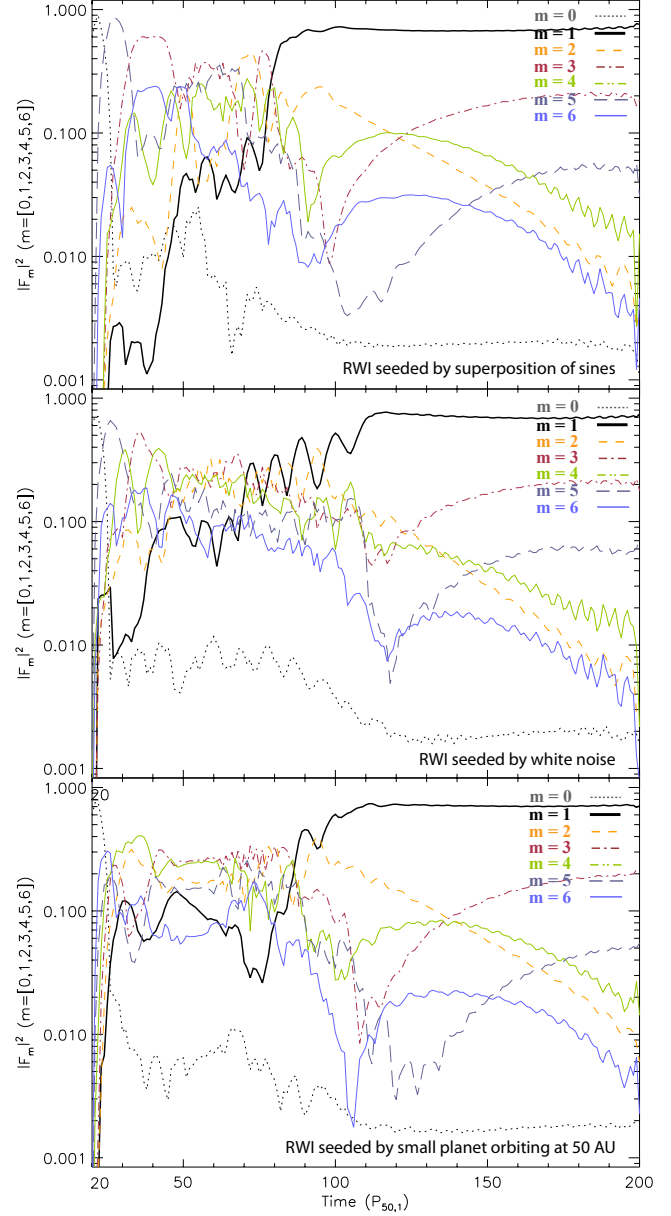 1.000
0.100
0.010
0.001
|F_m|² (m=[0,1,2,3,4,5,6])
m = 0
m = 1
m = 2
m = 3
m = 4
m = 5
m = 6
RWI seeded by superposition of sines
1.000
0.100
0.010
0.001
|F_m|² (m=[0,1,2,3,4,5,6])
m = 0
m = 1
m = 2
m = 3
m = 4
m = 5
m = 6
RWI seeded by white noise
20
1.000
0.100
0.010
0.001
|F_m|² (m=[0,1,2,3,4,5,6])
m = 0
m = 1
m = 2
m = 3
m = 4
m = 5
m = 6
RWI seeded by small planet orbiting at 50 AU
20 50 100 150 200
Time (P_50,1)